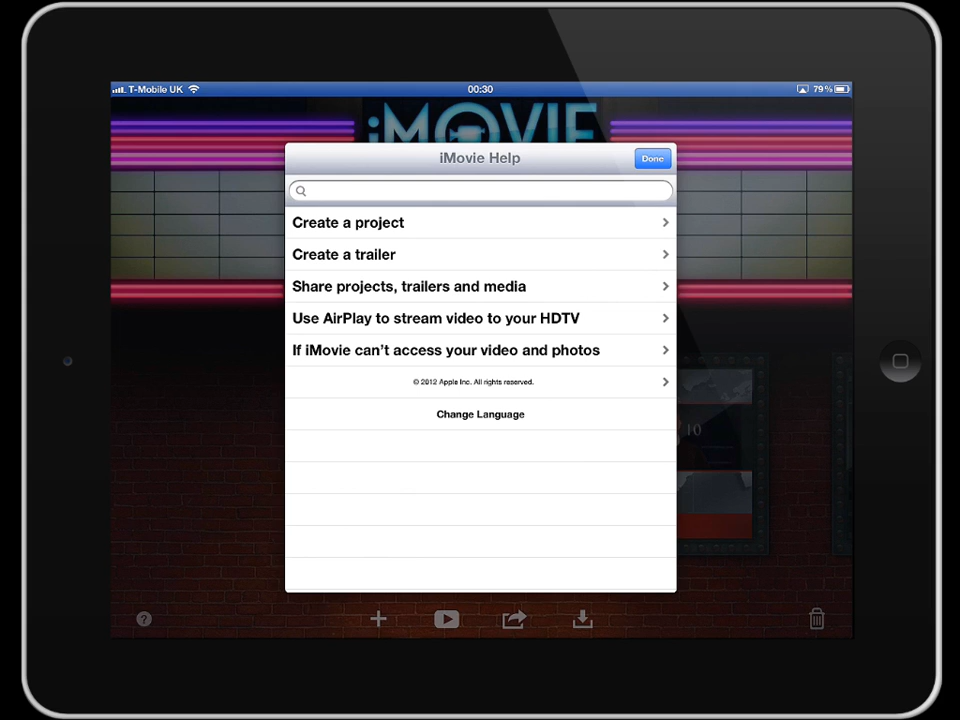 T-Mobile UK 00:30 79%
iMOVIE
iMovie Help Done
Create a project
Create a trailer
Share projects, trailers and media
Use AirPlay to stream video to your HDTV
If iMovie can't access your video and photos
© 2012 Apple Inc. All rights reserved.
Change Language
10
?